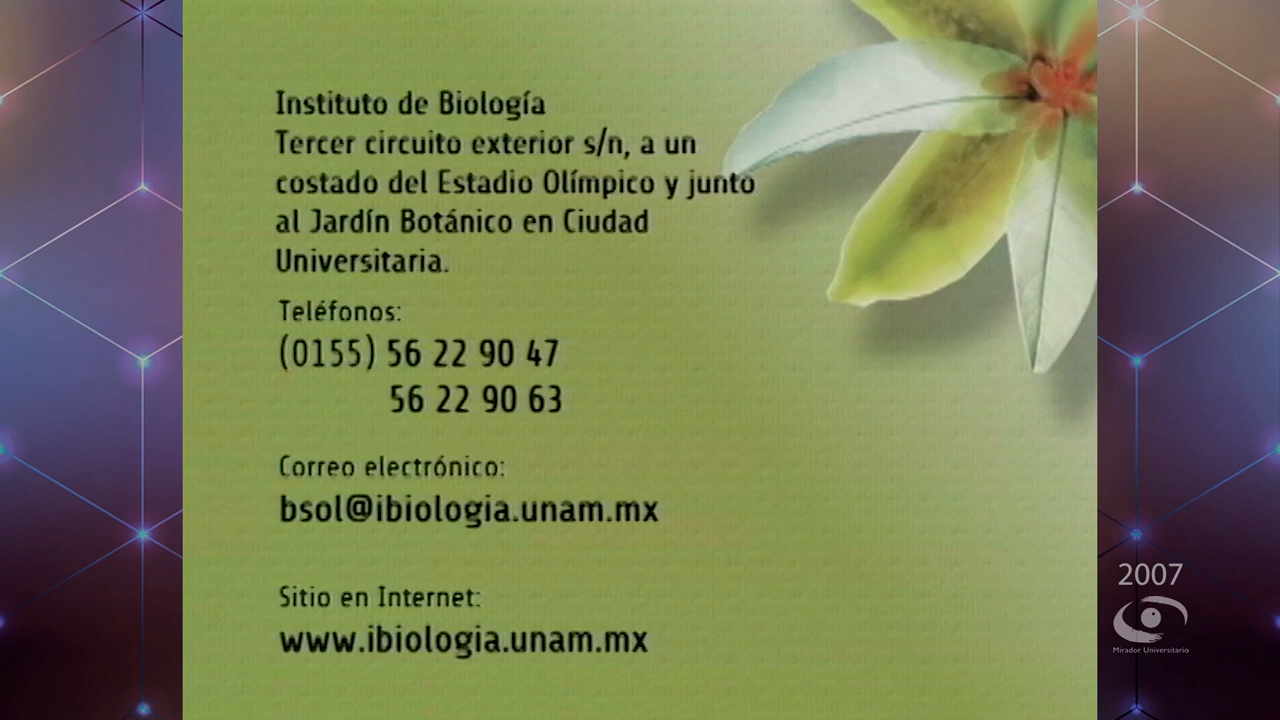 Instituto de Biología
Tercer circuito exterior s/n, a un
costado del Estadio Olímpico y junto
al Jardín Botánico en Ciudad
Universitaria.
Teléfonos:
(0155) 56 22 90 47
56 22 90 63
Correo electrónico:
bsol@ibiologia.unam.mx
Sitio en Internet:
www.ibiologia.unam.mx
2007
Mirador Universitario